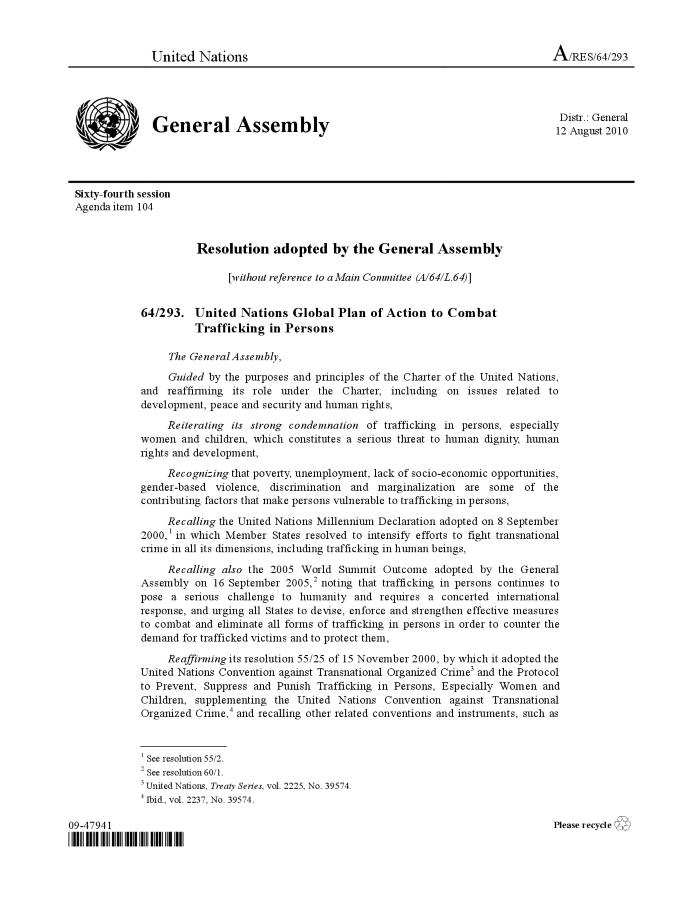 United Nations A/RES/64/293
General Assembly
Distr.: General
12 August 2010
Sixty-fourth session
Agenda item 104
Resolution adopted by the General Assembly
[without reference to a Main Committee (A/64/L.64)]
64/293. United Nations Global Plan of Action to Combat
Trafficking in Persons
The General Assembly,
Guided by the purposes and principles of the Charter of the United Nations,
and reaffirming its role under the Charter, including on issues related to
development, peace and security and human rights,
Reiterating its strong condemnation of trafficking in persons, especially
women and children, which constitutes a serious threat to human dignity, human
rights and development,
Recognizing that poverty, unemployment, lack of socio-economic opportunities,
gender-based violence, discrimination and marginalization are some of the
contributing factors that make persons vulnerable to trafficking in persons,
Recalling the United Nations Millennium Declaration adopted on 8 September
2000,1 in which Member States resolved to intensify efforts to fight transnational
crime in all its dimensions, including trafficking in human beings,
Recalling also the 2005 World Summit Outcome adopted by the General
Assembly on 16 September 2005,2 noting that trafficking in persons continues to
pose a serious challenge to humanity and requires a concerted international
response, and urging all States to devise, enforce and strengthen effective measures
to combat and eliminate all forms of trafficking in persons in order to counter the
demand for trafficked victims and to protect them,
Reaffirming its resolution 55/25 of 15 November 2000, by which it adopted the
United Nations Convention against Transnational Organized Crime3 and the Protocol
to Prevent, Suppress and Punish Trafficking in Persons, Especially Women and
Children, supplementing the United Nations Convention against Transnational
Organized Crime,4 and recalling other related conventions and instruments, such as
1 See resolution 55/2.
2 See resolution 60/1.
3 United Nations, Treaty Series, vol. 2225, No. 39574.
4 Ibid., vol. 2237, No. 39574.
09-47941
Please recycle